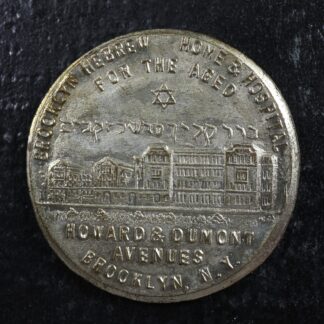 BROOKLYN HEBREW HOME & HOSPITAL
FOR THE AGED
HOWARD & DUMONT
AVENUES
BROOKLYN, N.Y.